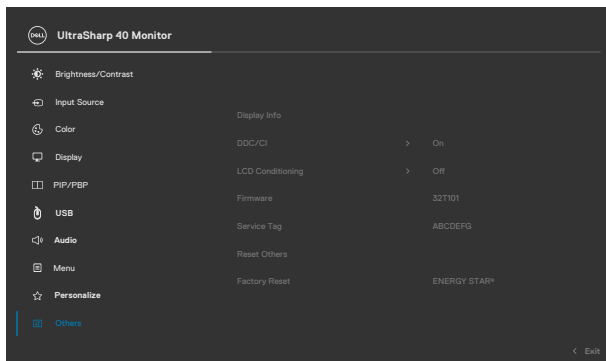 DELL UltraSharp 40 Monitor
Brightness/Contrast
Input Source
Color
Display
PIP/PBP
USB
Audio
Menu
Personalize
Others
Display Info
DDC/CI > On
LCD Conditioning > Off
Firmware 32T101
Service Tag ABCDEFG
Reset Others
Factory Reset ENERGY STAR®
< Exit